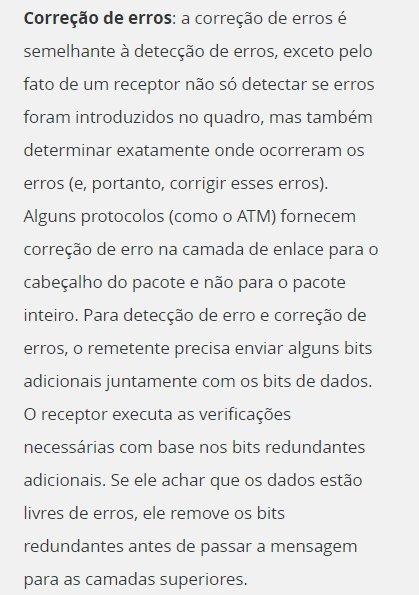 Correção de erros: a correção de erros é
semelhante à detecção de erros, exceto pelo
fato de um receptor não só detectar se erros
foram introduzidos no quadro, mas também
determinar exatamente onde ocorreram os
erros (e, portanto, corrigir esses erros).
Alguns protocolos (como o ATM) fornecem
correção de erro na camada de enlace para o
cabeçalho do pacote e não para o pacote
inteiro. Para detecção de erro e correção de
erros, o remetente precisa enviar alguns bits
adicionais juntamente com os bits de dados.
O receptor executa as verificações
necessárias com base nos bits redundantes
adicionais. Se ele achar que os dados estão
livres de erros, ele remove os bits
redundantes antes de passar a mensagem
para as camadas superiores.